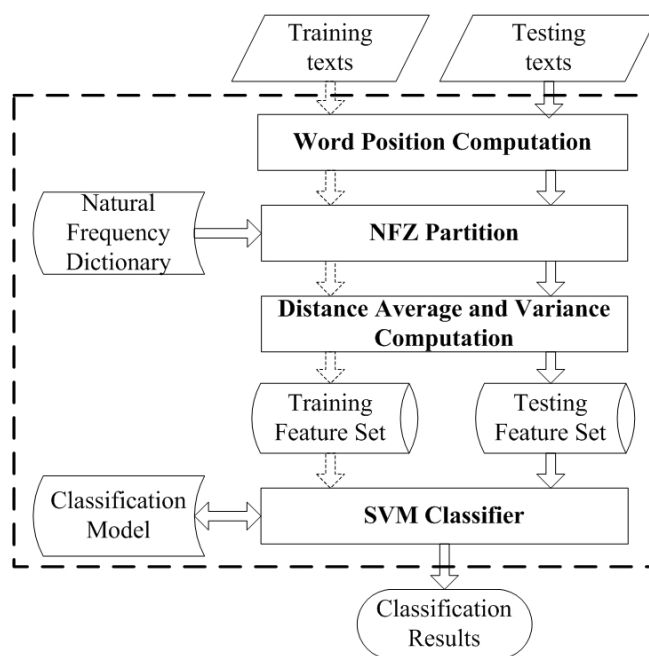 Training
texts
Testing
texts
Word Position Computation
Natural
Frequency
Dictionary
NFZ Partition
Distance Average and Variance
Computation
Training
Feature Set
Testing
Feature Set
Classification
Model
SVM Classifier
Classification
Results